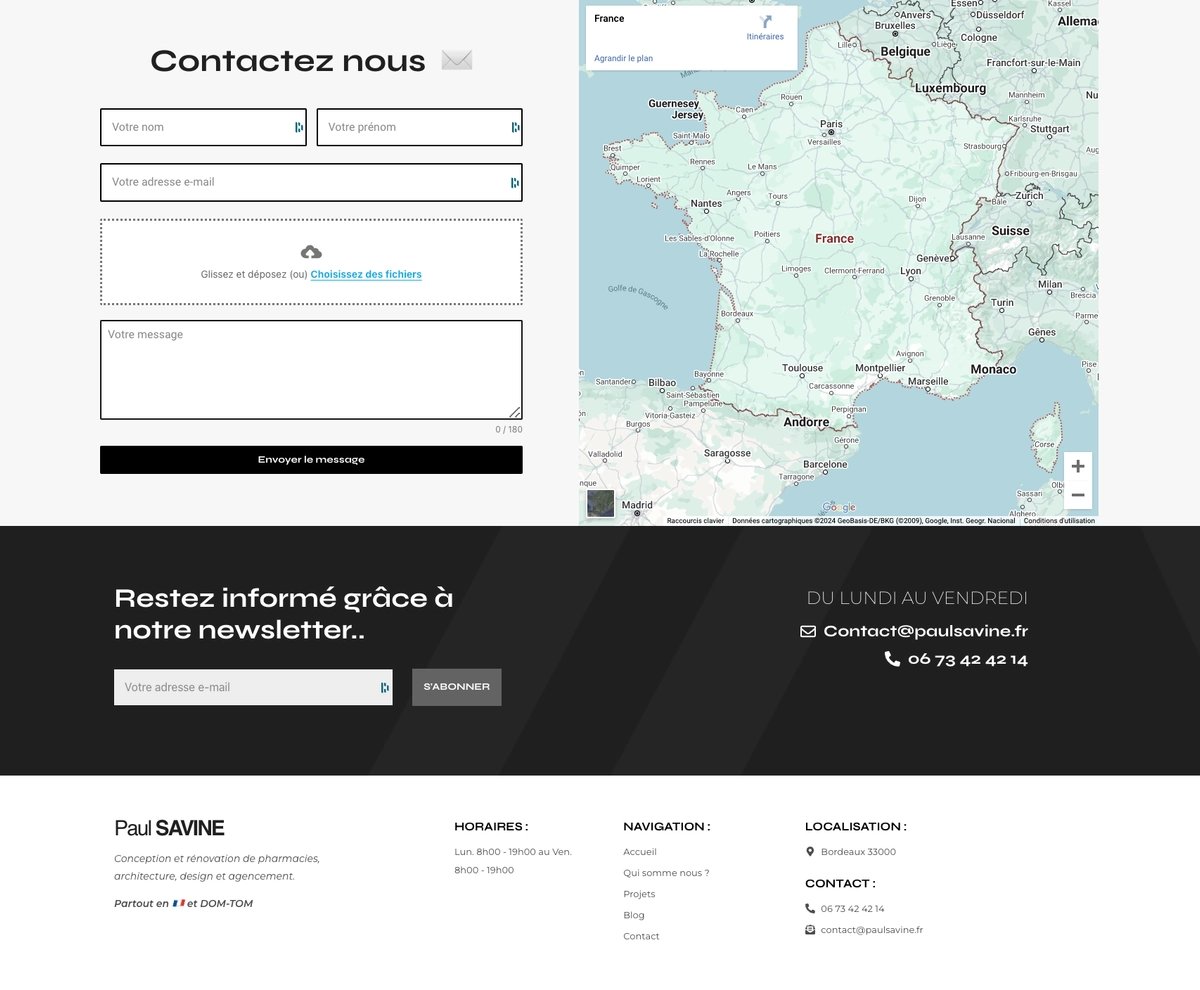 Contactez nous
Votre nom
Votre prénom
Votre adresse e-mail
Glissez et déposez (ou) Choisissez des fichiers
Votre message
0 / 180
Envoyer le message
France
Itinéraires
Agrandir le plan
Essen
Kassel
Anvers
Düsseldorf
Allema
Bruxelles
Lille
Liège
Cologne
Belgique
Francfort-sur-le-Main
Luxembourg
Mannheim
Nu
Guernesey
Jersey
Rouen
Caen
Karlsruhe
Stuttgart
Paris
Versailles
Saint-Malo
Strasbourg
Brest
Rennes
Le Mans
Quimper
Lorient
Fribourg-en-Brisgau
Angers
Tours
Dijon
Zurich
Bâle
Nantes
Suisse
Les Sables-d'Olonne
Poitiers
France
Lausanne
La Rochelle
Genève
Limoges
Clermont-Ferrand
Lyon
Milan
Golfe de Gascogne
Grenoble
Turin
Brescia
Bordeaux
Parme
Gênes
Avignon
Toulouse
Montpellier
Monaco
Pise
Bayonne
Marseille
Santander
Bilbao
Carcassonne
Saint-Sébastien
Pampelune
Perpignan
Vitoria-Gasteiz
Burgos
Andorre
Gérone
Corse
Valladolid
Saragosse
Barcelone
Tarragone
nque
Sassari
Olbi
Madrid
Google
Alghero
Raccourcis clavier
Données cartographiques ©2024 GeoBasis-DE/BKG (©2009), Google, Inst. Geogr. Nacional
Conditions d'utilisation
Restez informé grâce à
notre newsletter..
Votre adresse e-mail
S'ABONNER
DU LUNDI AU VENDREDI
Contact@paulsavine.fr
06 73 42 42 14
Paul SAVINE
Conception et rénovation de pharmacies,
architecture, design et agencement.
Partout en 🇫🇷 et DOM-TOM
HORAIRES :
Lun. 8h00 - 19h00 au Ven.
8h00 - 19h00
NAVIGATION :
Accueil
Qui somme nous ?
Projets
Blog
Contact
LOCALISATION :
Bordeaux 33000
CONTACT :
06 73 42 42 14
contact@paulsavine.fr